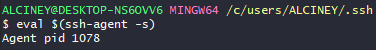 ALCINEY@DESKTOP-NS6OVV6 MINGW64 /c/users/ALCINEY/.ssh
$ eval $(ssh-agent -s)
Agent pid 1078